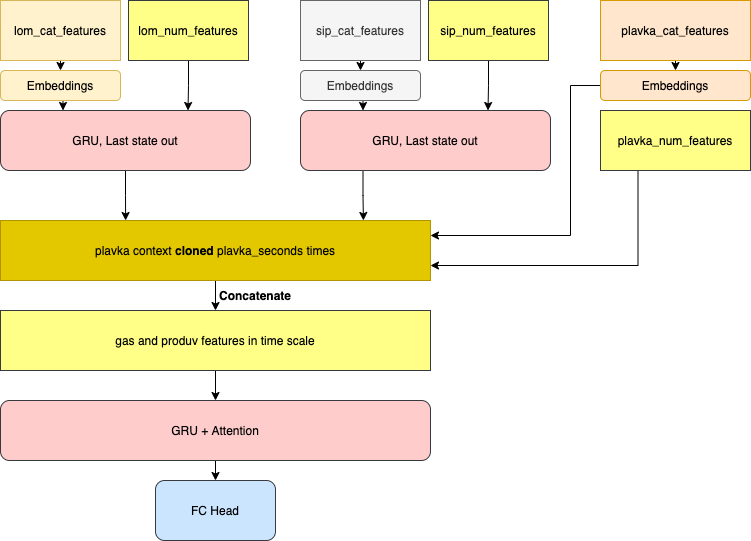 lom_cat_features
lom_num_features
sip_cat_features
sip_num_features
plavka_cat_features
Embeddings
Embeddings
Embeddings
GRU, Last state out
GRU, Last state out
plavka_num_features
plavka context cloned plavka_seconds times
Concatenate
gas and produv features in time scale
GRU + Attention
FC Head